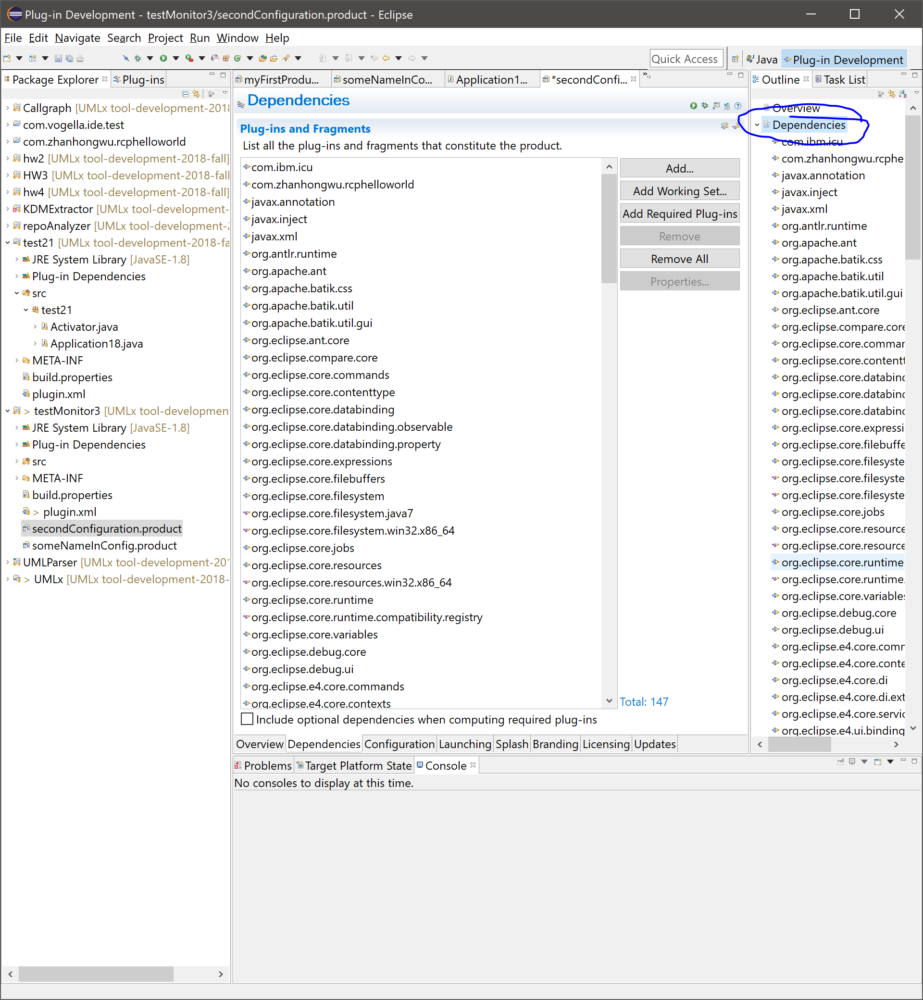 Plug-in Development - testMonitor3/secondConfiguration.product - Eclipse
File Edit Navigate Search Project Run Window Help
Quick Access
Java
Plug-in Development
Package Explorer
Plug-ins
Callgraph [UMLx tool-development-201
com.vogella.ide.test
com.zhanhongwu.rcphelloworld
hw2 [UMLx tool-development-2018-fall]
HW3 [UMLx tool-development-2018-fall
hw4 [UMLx tool-development-2018-fall]
KDMExtractor [UMLx tool-development-
repoAnalyzer [UMLx tool-development-
test21 [UMLx tool-development-2018-fa
JRE System Library [JavaSE-1.8]
Plug-in Dependencies
src
test21
Activator.java
Application18.java
META-INF
build.properties
plugin.xml
> testMonitor3 [UMLx tool-developmen
JRE System Library [JavaSE-1.8]
Plug-in Dependencies
src
META-INF
build.properties
> plugin.xml
secondConfiguration.product
someNameInConfig.product
UMLParser [UMLx tool-development-20
> UMLx [UMLx tool-development-2018-
myFirstProdu...
someNameInCo...
Application1...
*secondConfi...
»13
Dependencies
Plug-ins and Fragments
List all the plug-ins and fragments that constitute the product.
com.ibm.icu
com.zhanhongwu.rcphelloworld
javax.annotation
javax.inject
javax.xml
org.antlr.runtime
org.apache.ant
org.apache.batik.css
org.apache.batik.util
org.apache.batik.util.gui
org.eclipse.ant.core
org.eclipse.compare.core
org.eclipse.core.commands
org.eclipse.core.contenttype
org.eclipse.core.databinding
org.eclipse.core.databinding.observable
org.eclipse.core.databinding.property
org.eclipse.core.expressions
org.eclipse.core.filebuffers
org.eclipse.core.filesystem
org.eclipse.core.filesystem.java7
org.eclipse.core.filesystem.win32.x86_64
org.eclipse.core.jobs
org.eclipse.core.resources
org.eclipse.core.resources.win32.x86_64
org.eclipse.core.runtime
org.eclipse.core.runtime.compatibility.registry
org.eclipse.core.variables
org.eclipse.debug.core
org.eclipse.debug.ui
org.eclipse.e4.core.commands
org.eclipse.e4.core.contexts
Add...
Add Working Set...
Add Required Plug-ins
Remove
Remove All
Properties...
Total: 147
Include optional dependencies when computing required plug-ins
Overview Dependencies Configuration Launching Splash Branding Licensing Updates
Problems
Target Platform State
Console
No consoles to display at this time.
Outline
Task List
Overview
Dependencies
com.ibm.icu
com.zhanhongwu.rcphe
javax.annotation
javax.inject
javax.xml
org.antlr.runtime
org.apache.ant
org.apache.batik.css
org.apache.batik.util
org.apache.batik.util.gui
org.eclipse.ant.core
org.eclipse.compare.core
org.eclipse.core.commar
org.eclipse.core.content
org.eclipse.core.databind
org.eclipse.core.databind
org.eclipse.core.databind
org.eclipse.core.expressi
org.eclipse.core.filebuffe
org.eclipse.core.filesyste
org.eclipse.core.filesyste
org.eclipse.core.filesyste
org.eclipse.core.jobs
org.eclipse.core.resource
org.eclipse.core.resource
org.eclipse.core.runtime
org.eclipse.core.runtime.
org.eclipse.core.variables
org.eclipse.debug.core
org.eclipse.debug.ui
org.eclipse.e4.core.comr
org.eclipse.e4.core.conte
org.eclipse.e4.core.di
org.eclipse.e4.core.di.ext
org.eclipse.e4.core.servic
org.eclipse.e4.ui.binding